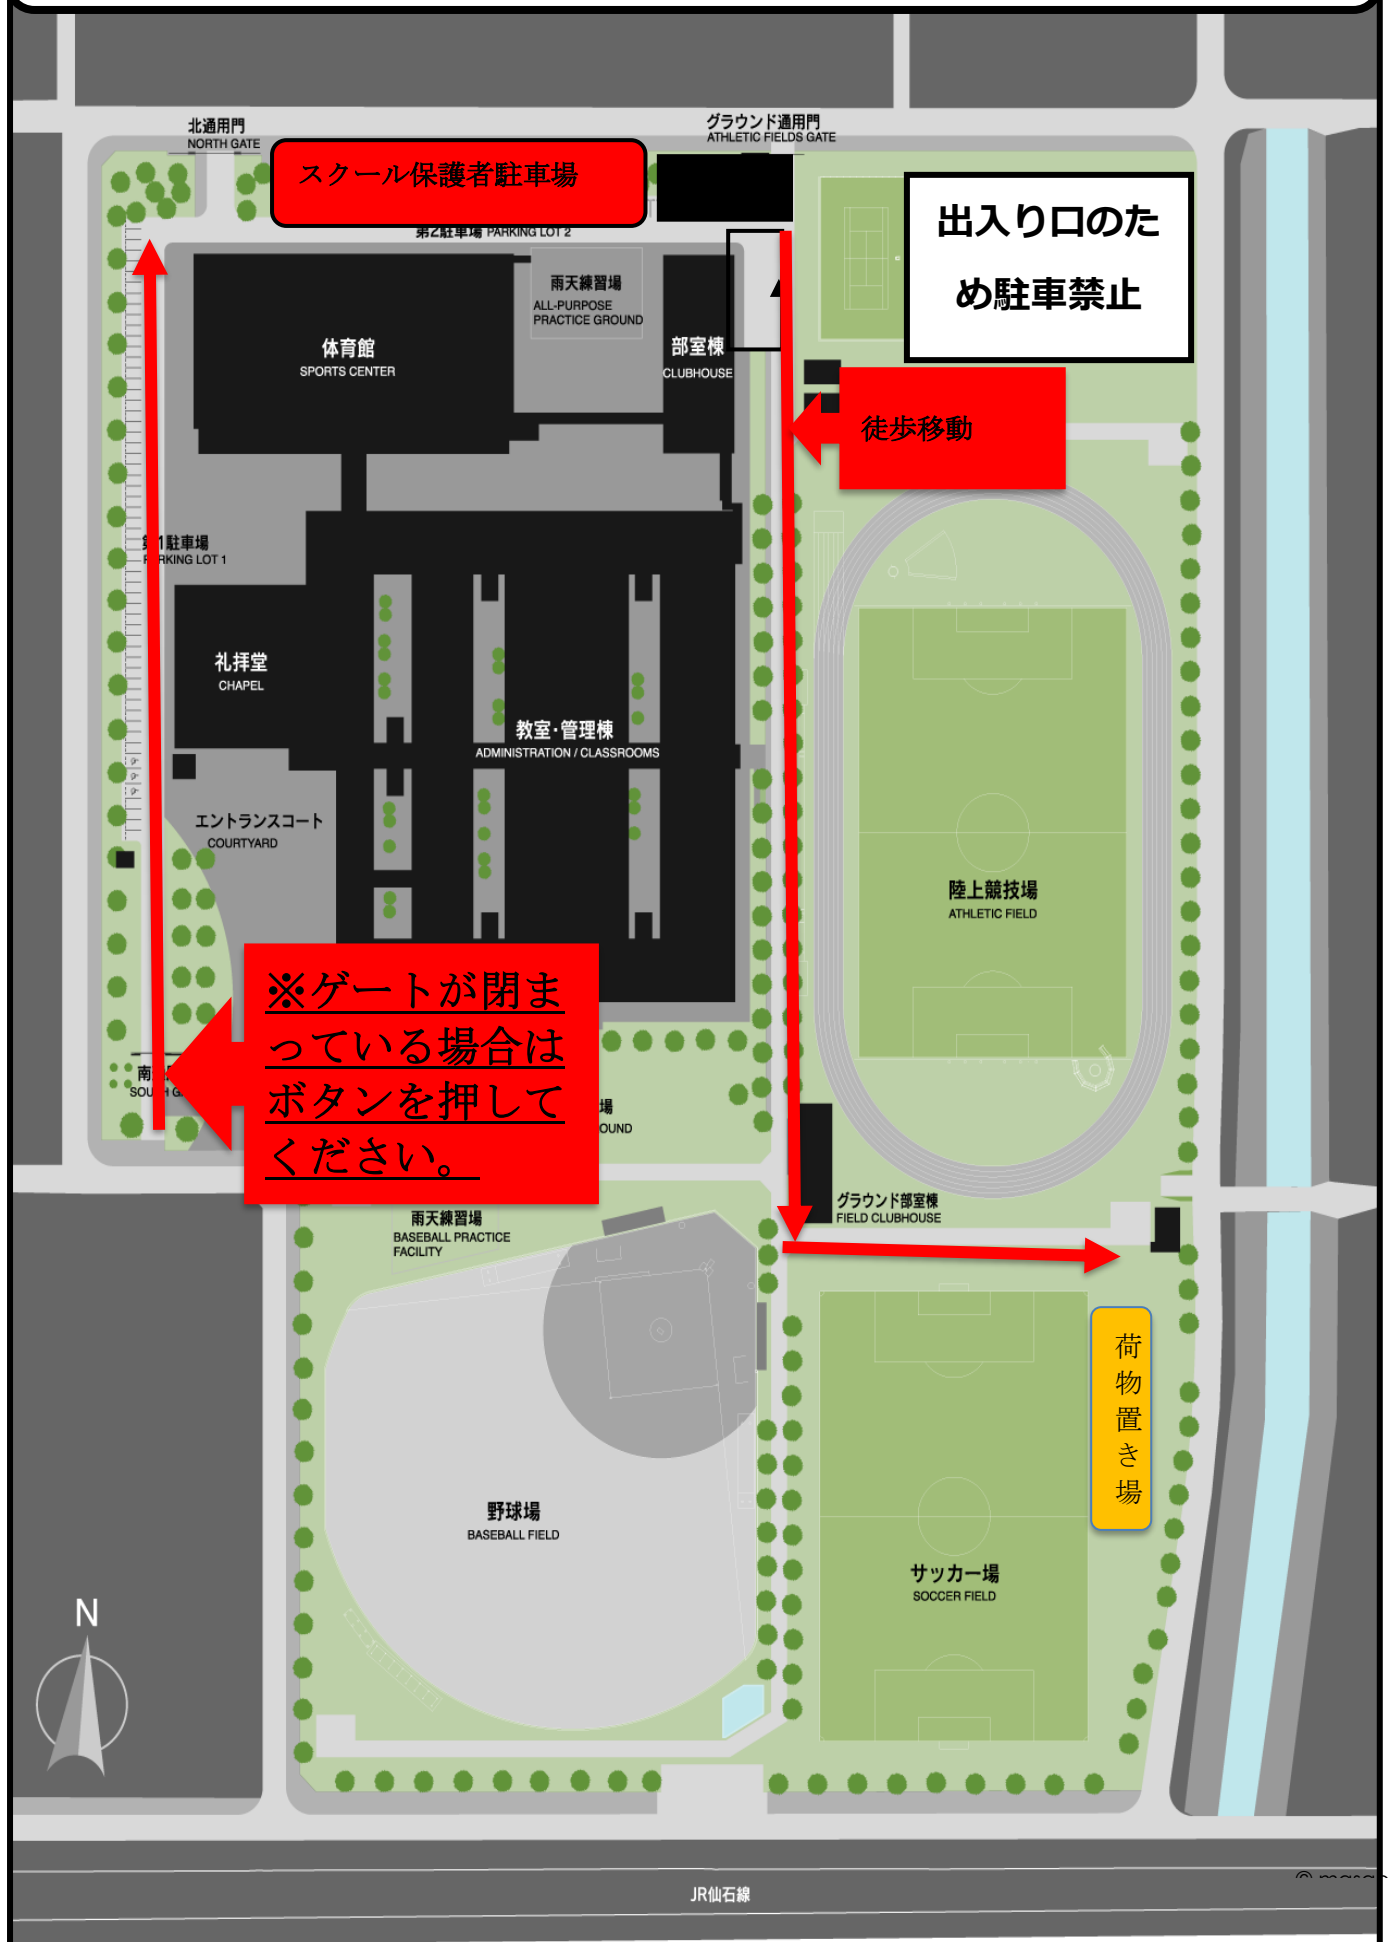 北通用門
NORTH GATE
グラウンド通用門
ATHLETIC FIELDS GATE
スクール保護者駐車場
第2駐車場 PARKING LOT 2
出入り口のた
め駐車禁止
雨天練習場
ALL-PURPOSE
PRACTICE GROUND
体育館
SPORTS CENTER
部室棟
CLUBHOUSE
徒歩移動
駐車場
LOT 1
礼拝堂
CHAPEL
教室・管理棟
ADMINISTRATION / CLASSROOMS
エントランスコート
COURTYARD
陸上競技場
ATHLETIC FIELD
※ゲートが閉ま
っている場合は
ボタンを押して
ください。
南
場
OUND
グラウンド部室棟
FIELD CLUBHOUSE
雨天練習場
BASEBALL PRACTICE
FACILITY
荷物置き場
野球場
BASEBALL FIELD
サッカー場
SOCCER FIELD
N
JR仙石線